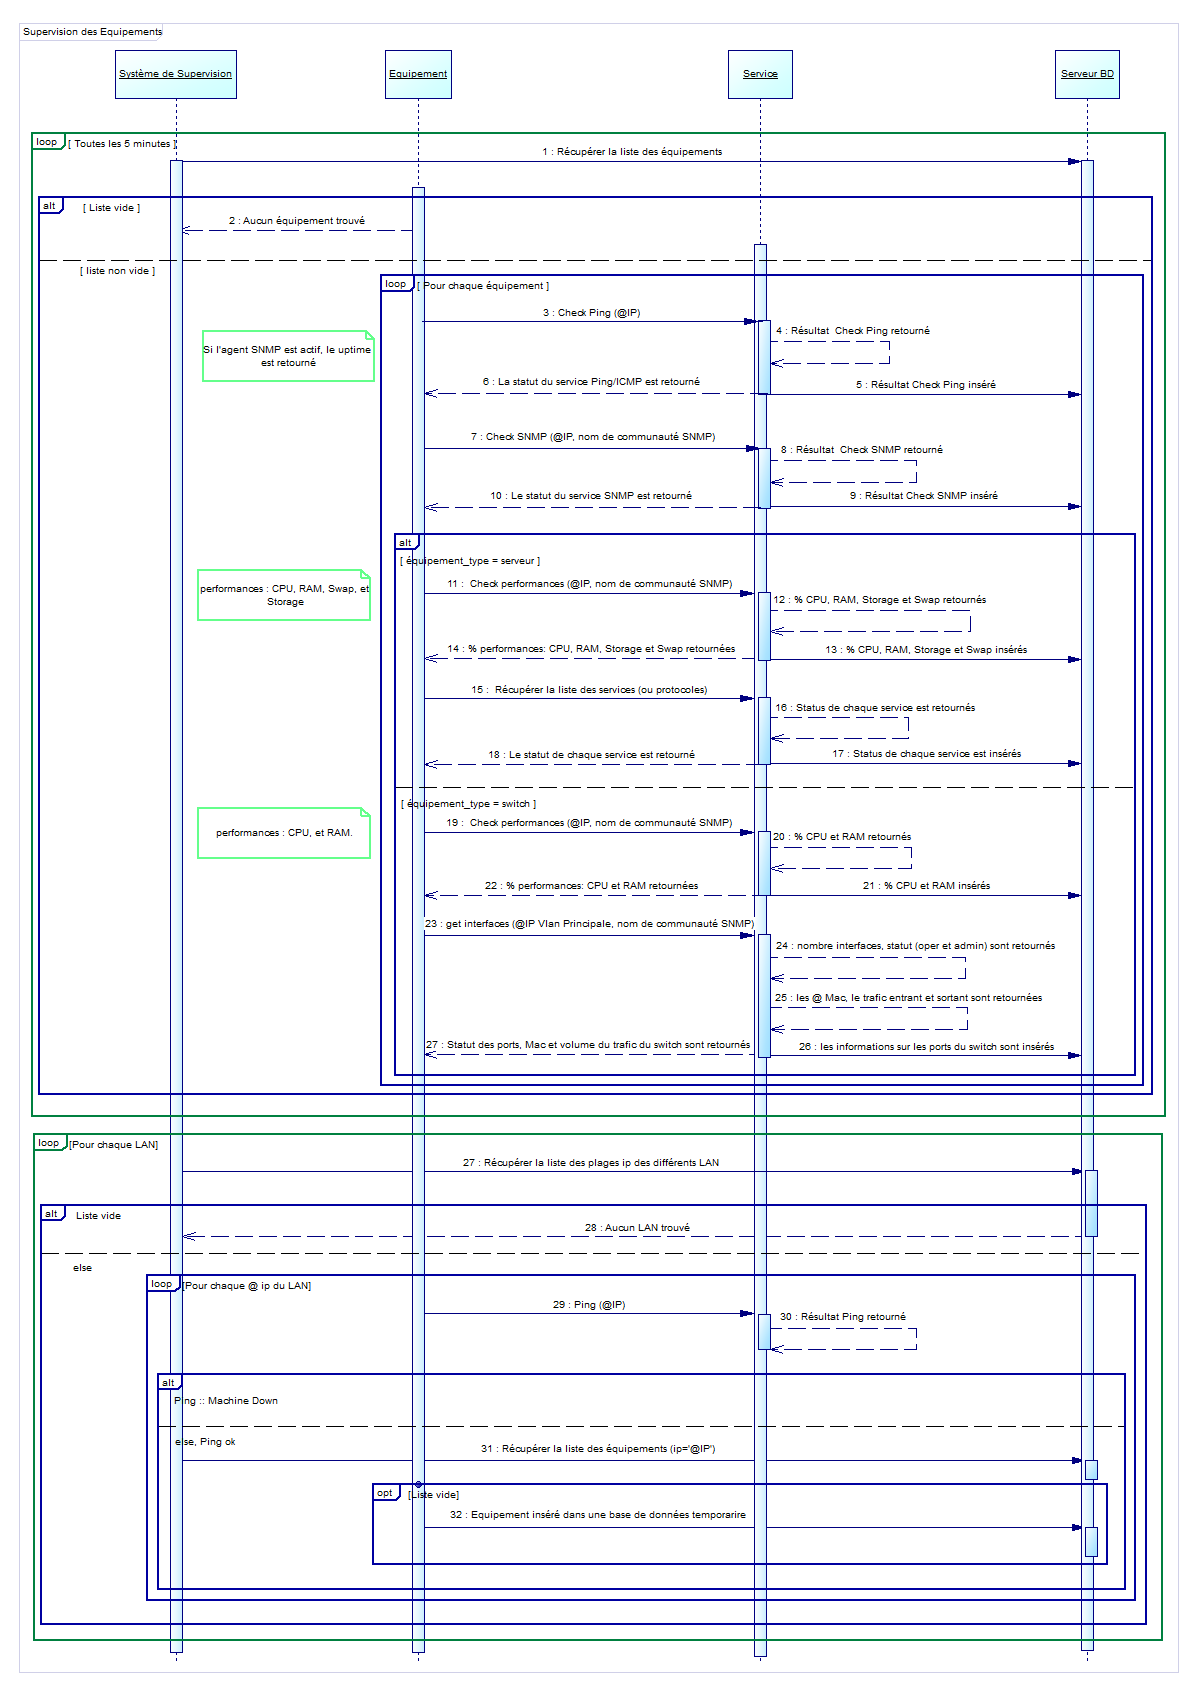 Supervision des Equipements
Système de Supervision
Equipement
Service
Serveur BD
loop
[ Toutes les 5 minutes ]
1 : Récupérer la liste des équipements
alt
[ Liste vide ]
2 : Aucun équipement trouvé
[ liste non vide ]
loop
[ Pour chaque équipement ]
3 : Check Ping (@IP)
4 : Résultat  Check Ping retourné
Si l'agent SNMP est actif, le uptime
est retourné
6 : La statut du service Ping/ICMP est retourné
5 : Résultat Check Ping inséré
7 : Check SNMP (@IP, nom de communauté SNMP)
8 : Résultat  Check SNMP retourné
10 : Le statut du service SNMP est retourné
9 : Résultat Check SNMP inséré
alt
[ équipement_type = serveur ]
11 :  Check performances (@IP, nom de communauté SNMP)
performances : CPU, RAM, Swap, et
Storage
12 : % CPU, RAM, Storage et Swap retournés
14 : % performances: CPU, RAM, Storage et Swap retournées
13 : % CPU, RAM, Storage et Swap insérés
15 :  Récupérer la liste des services (ou protocoles)
16 : Status de chaque service est retournés
18 : Le statut de chaque service est retourné
17 : Status de chaque service est insérés
[ équipement_type = switch ]
19 :  Check performances (@IP, nom de communauté SNMP)
performances : CPU, et RAM.
20 : % CPU et RAM retournés
22 : % performances: CPU et RAM retournées
21 : % CPU et RAM insérés
23 : get interfaces (@IP Vlan Principale, nom de communauté SNMP)
24 : nombre interfaces, statut (oper et admin) sont retournés
25 : les @ Mac, le trafic entrant et sortant sont retournées
27 : Statut des ports, Mac et volume du trafic du switch sont retournés
26 : les informations sur les ports du switch sont insérés
loop
[Pour chaque LAN]
27 : Récupérer la liste des plages ip des différents LAN
alt
Liste vide
28 : Aucun LAN trouvé
else
loop
[Pour chaque @ ip du LAN]
29 : Ping (@IP)
30 : Résultat Ping retourné
alt
Ping :: Machine Down
else, Ping ok
31 : Récupérer la liste des équipements (ip='@IP')
opt
[Liste vide]
32 : Equipement inséré dans une base de données temporarire